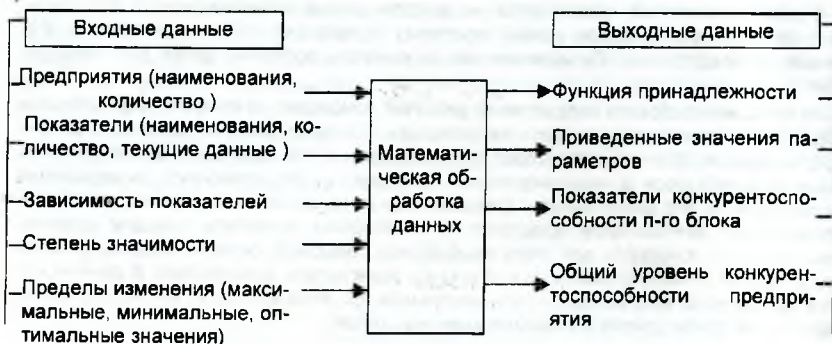 Входные данные
Предприятия (наименования,
количество )
Показатели (наименования, ко-
личество, текущие данные )
Зависимость показателей
Степень значимости
Пределы изменения (макси-
мальные, минимальные, оп-
тимальные значения)
Математи-
ческая об-
работка
данных
Выходные данные
Функция принадлежности
Приведенные значения па-
раметров
Показатели конкурентоспо-
собности n-го блока
Общий уровень конкурен-
тоспособности предпри-
ятия